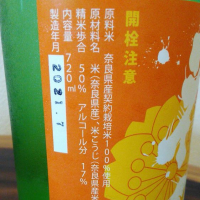 開栓注意
原料米 奈良県産契約栽培米100%使用
原材料名 米(奈良県産)、米こうじ(奈良県産米
精米歩合 50% アルコール分 17%
内容量 720ml
製造年月 2021.7